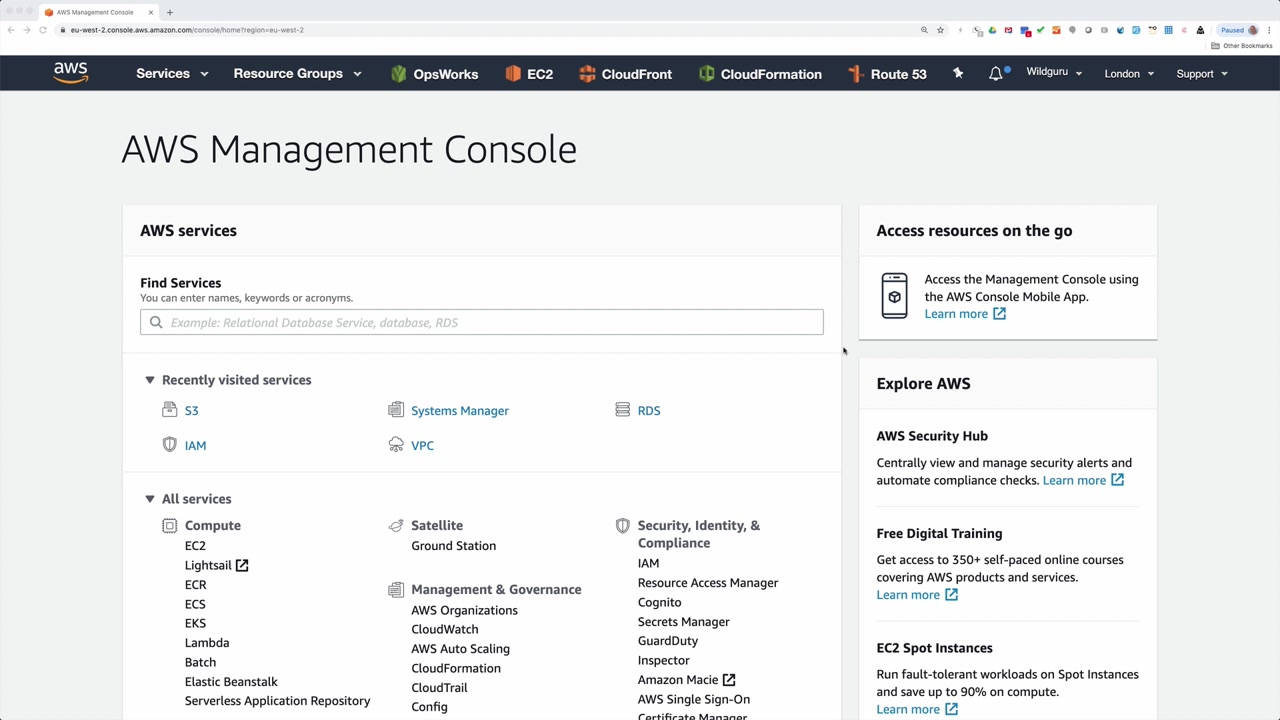 AWS Management Console
eu-west-2.console.aws.amazon.com/console/home?region=eu-west-2
Paused
Other Bookmarks
aws
Services
Resource Groups
OpsWorks
EC2
CloudFront
CloudFormation
Route 53
Wildguru
London
Support
AWS Management Console
AWS services
Find Services
You can enter names, keywords or acronyms.
Example: Relational Database Service, database, RDS
Recently visited services
S3
Systems Manager
RDS
IAM
VPC
All services
Compute
EC2
Lightsail
ECR
ECS
EKS
Lambda
Batch
Elastic Beanstalk
Serverless Application Repository
Satellite
Ground Station
Management & Governance
AWS Organizations
CloudWatch
AWS Auto Scaling
CloudFormation
CloudTrail
Config
Security, Identity, &
Compliance
IAM
Resource Access Manager
Cognito
Secrets Manager
GuardDuty
Inspector
Amazon Macie
AWS Single Sign-On
Certificate Manager
Access resources on the go
Access the Management Console using
the AWS Console Mobile App.
Learn more
Explore AWS
AWS Security Hub
Centrally view and manage security alerts and
automate compliance checks. Learn more
Free Digital Training
Get access to 350+ self-paced online courses
covering AWS products and services.
Learn more
EC2 Spot Instances
Run fault-tolerant workloads on Spot Instances
and save up to 90% on compute.
Learn more